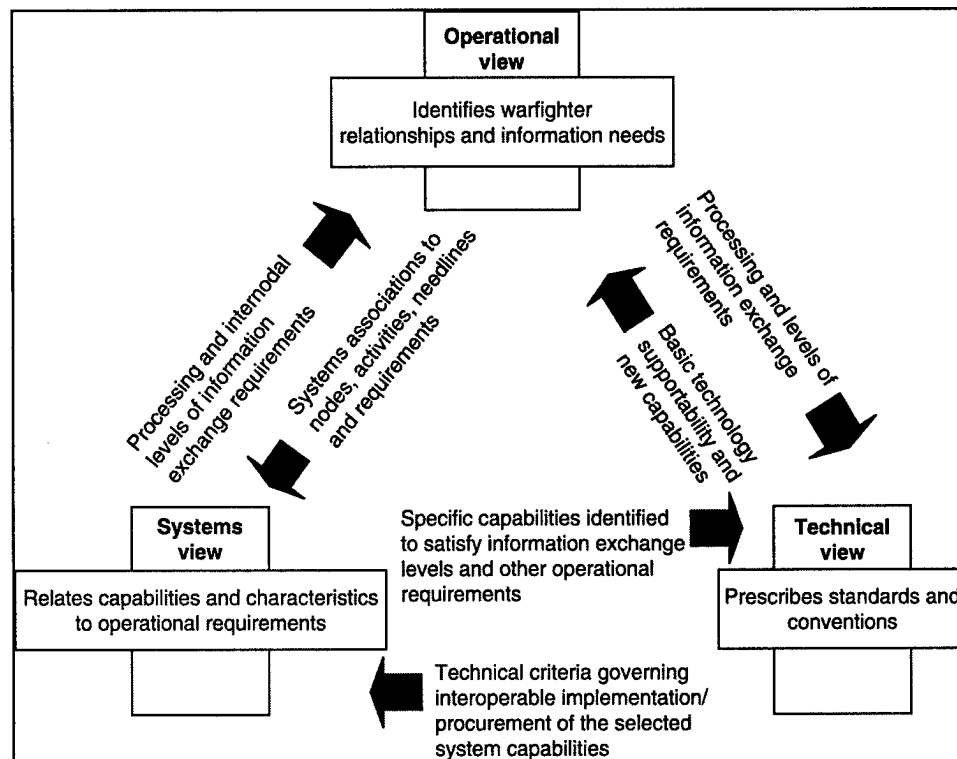 Operational
view
Identifies warfighter
relationships and information needs
Processing and internodal
levels of information
exchange requirements
Systems associations to
nodes, activities, needlines
and requirements
Processing and levels of
information exchange
requirements
Basic technology
supportability and
new capabilities
Systems
view
Relates capabilities and characteristics
to operational requirements
Specific capabilities identified
to satisfy information exchange
levels and other operational
requirements
Technical
view
Prescribes standards and
conventions
Technical criteria governing
interoperable implementation/
procurement of the selected
system capabilities